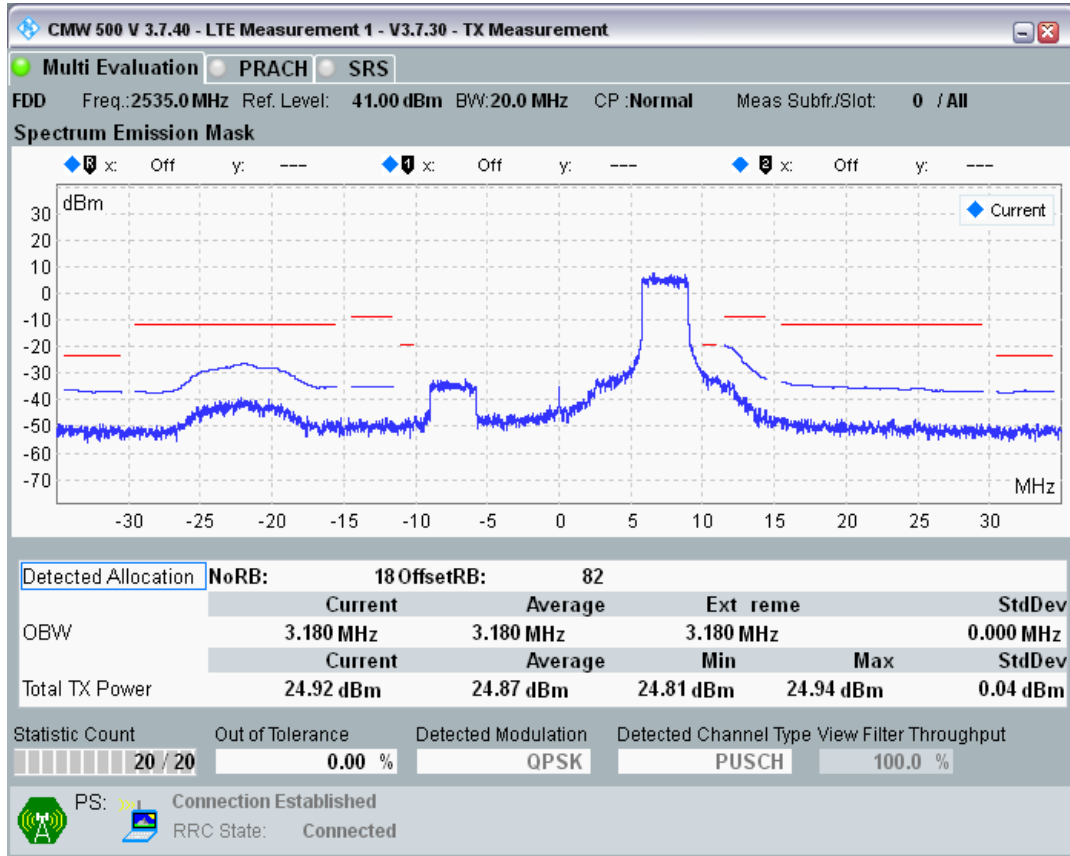 CMW 500 V 3.7.40 - LTE Measurement 1 - V3.7.30 - TX Measurement
Multi Evaluation PRACH SRS
FDD Freq.:2535.0 MHz Ref. Level: 41.00 dBm BW:20.0 MHz CP :Normal Meas Subfr./Slot: 0 / All
Spectrum Emission Mask
R x: Off y: --- 1 x: Off y: --- 2 x: Off y: ---
dBm
Current
30
20
10
0
-10
-20
-30
-40
-50
-60
-70
MHz
-30 -25 -20 -15 -10 -5 0 5 10 15 20 25 30
Detected Allocation NoRB: 18 OffsetRB: 82
Current Average Ext reme StdDev
OBW 3.180 MHz 3.180 MHz 3.180 MHz 0.000 MHz
Current Average Min Max StdDev
Total TX Power 24.92 dBm 24.87 dBm 24.81 dBm 24.94 dBm 0.04 dBm
Statistic Count Out of Tolerance Detected Modulation Detected Channel Type View Filter Throughput
20 / 20 0.00 % QPSK PUSCH 100.0 %
PS: Connection Established
RRC State: Connected